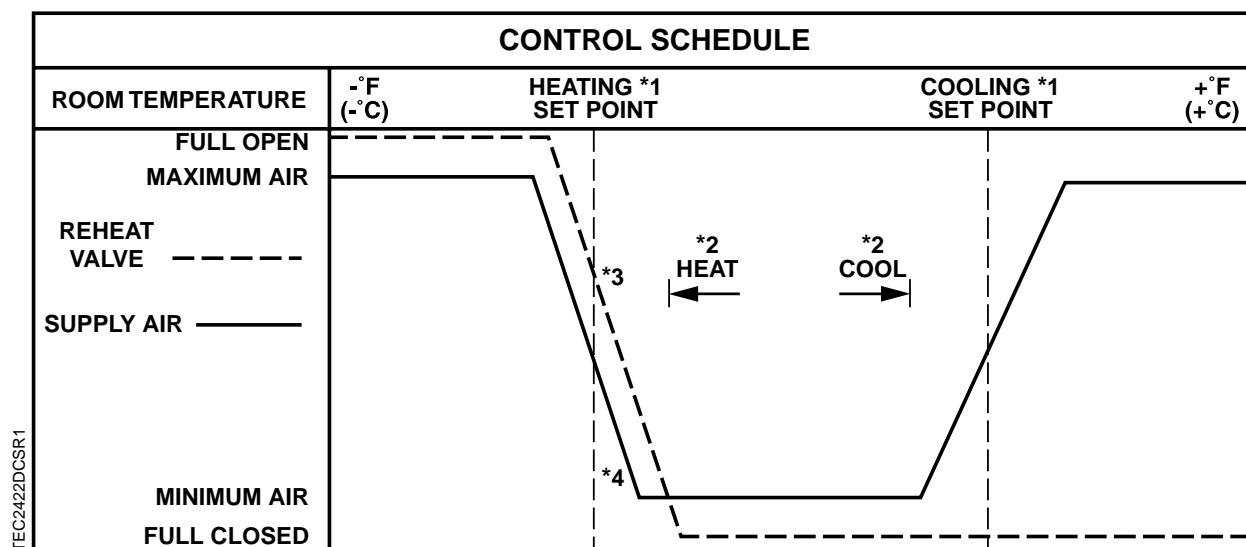 CONTROL SCHEDULE
ROOM TEMPERATURE
-°F
(-°C)
HEATING *1
SET POINT
COOLING *1
SET POINT
+°F
(+°C)
FULL OPEN
MAXIMUM AIR
REHEAT
VALVE
*2
HEAT
*2
COOL
*3
SUPPLY AIR
*4
MINIMUM AIR
FULL CLOSED
TEC2422DCSR1